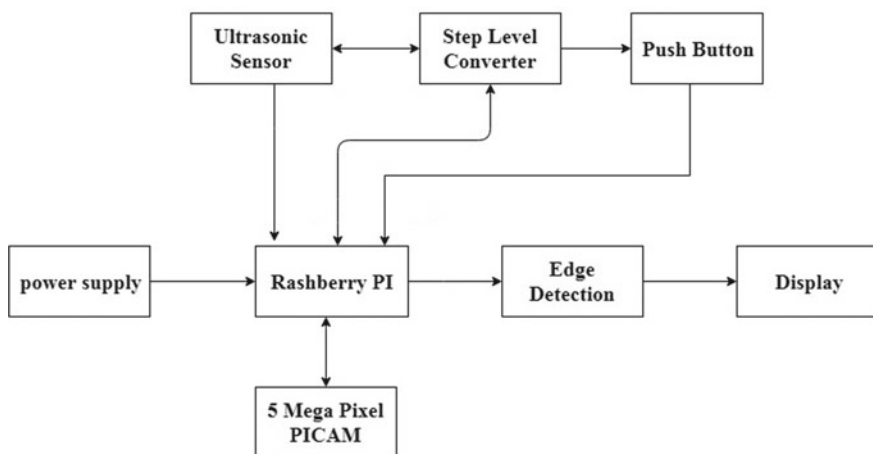 Ultrasonic
Sensor
Step Level
Converter
Push Button
power supply
Rashberry PI
Edge
Detection
Display
5 Mega Pixel
PICAM